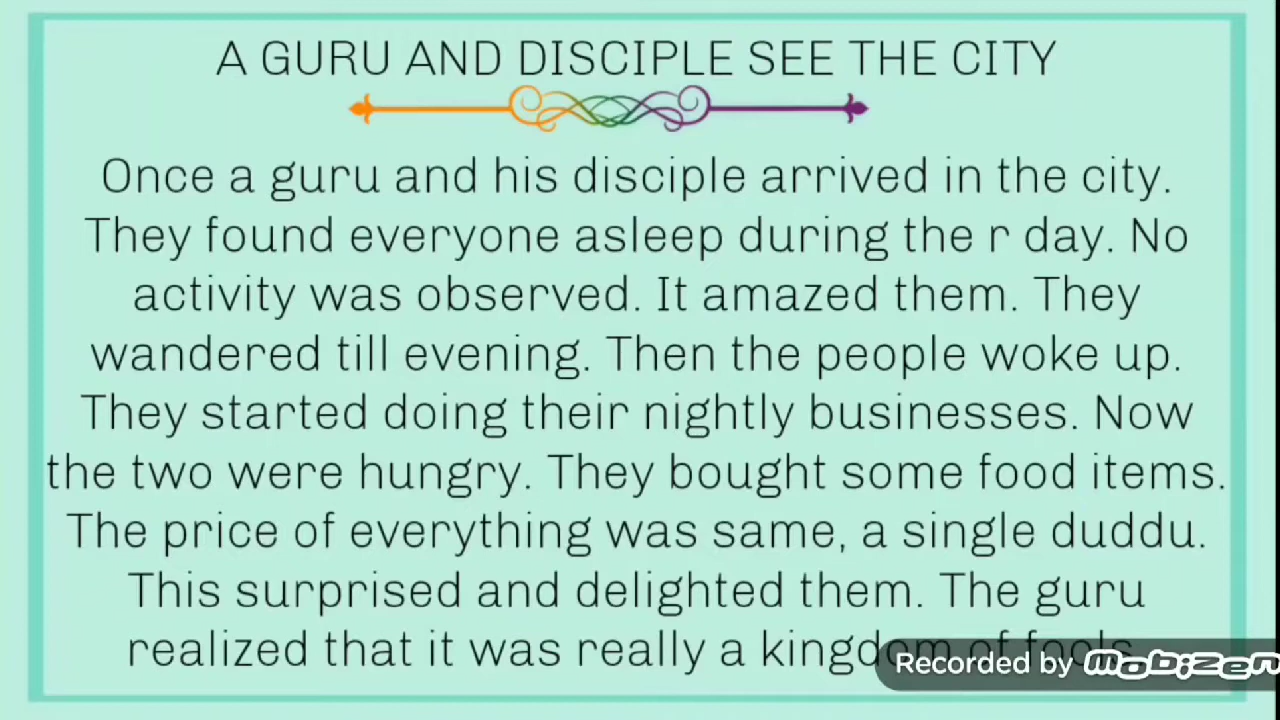 A GURU AND DISCIPLE SEE THE CITY
Once a guru and his disciple arrived in the city.
They found everyone asleep during the r day. No
activity was observed. It amazed them. They
wandered till evening. Then the people woke up.
They started doing their nightly businesses. Now
the two were hungry. They bought some food items.
The price of everything was same, a single duddu.
This surprised and delighted them. The guru
realized that it was really a kingdom of fools.
Recorded by Mobizen